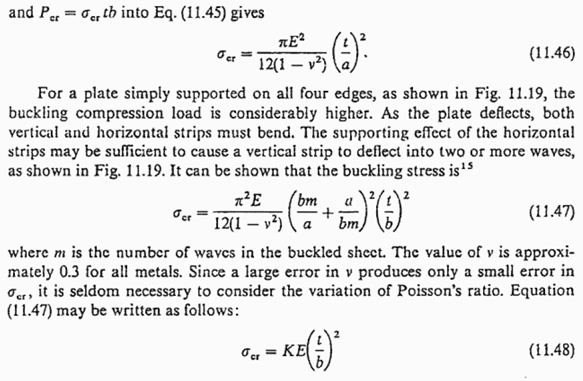 and P_cr = σ_cr tb into Eq. (11.45) gives
σ_cr = πE²/12(1 − ν²) (t/a)². (11.46)
For a plate simply supported on all four edges, as shown in Fig. 11.19, the
buckling compression load is considerably higher. As the plate deflects, both
vertical and horizontal strips must bend. The supporting effect of the horizontal
strips may be sufficient to cause a vertical strip to deflect into two or more waves,
as shown in Fig. 11.19. It can be shown that the buckling stress is¹⁵
σ_cr = π²E/12(1 − ν²) (bm/a + a/bm)² (t/b)² (11.47)
where m is the number of waves in the buckled sheet. The value of ν is approxi-
mately 0.3 for all metals. Since a large error in ν produces only a small error in
σ_cr, it is seldom necessary to consider the variation of Poisson's ratio. Equation
(11.47) may be written as follows:
σ_cr = KE(t/b)² (11.48)